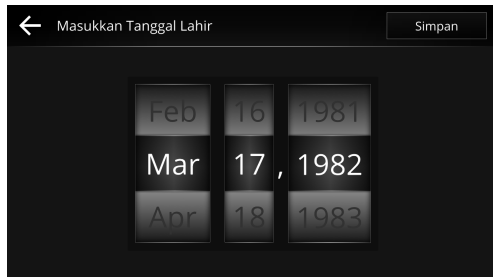 Masukkan Tanggal Lahir
Simpan
Feb 16 1981
Mar 17 , 1982
Apr 18 1983